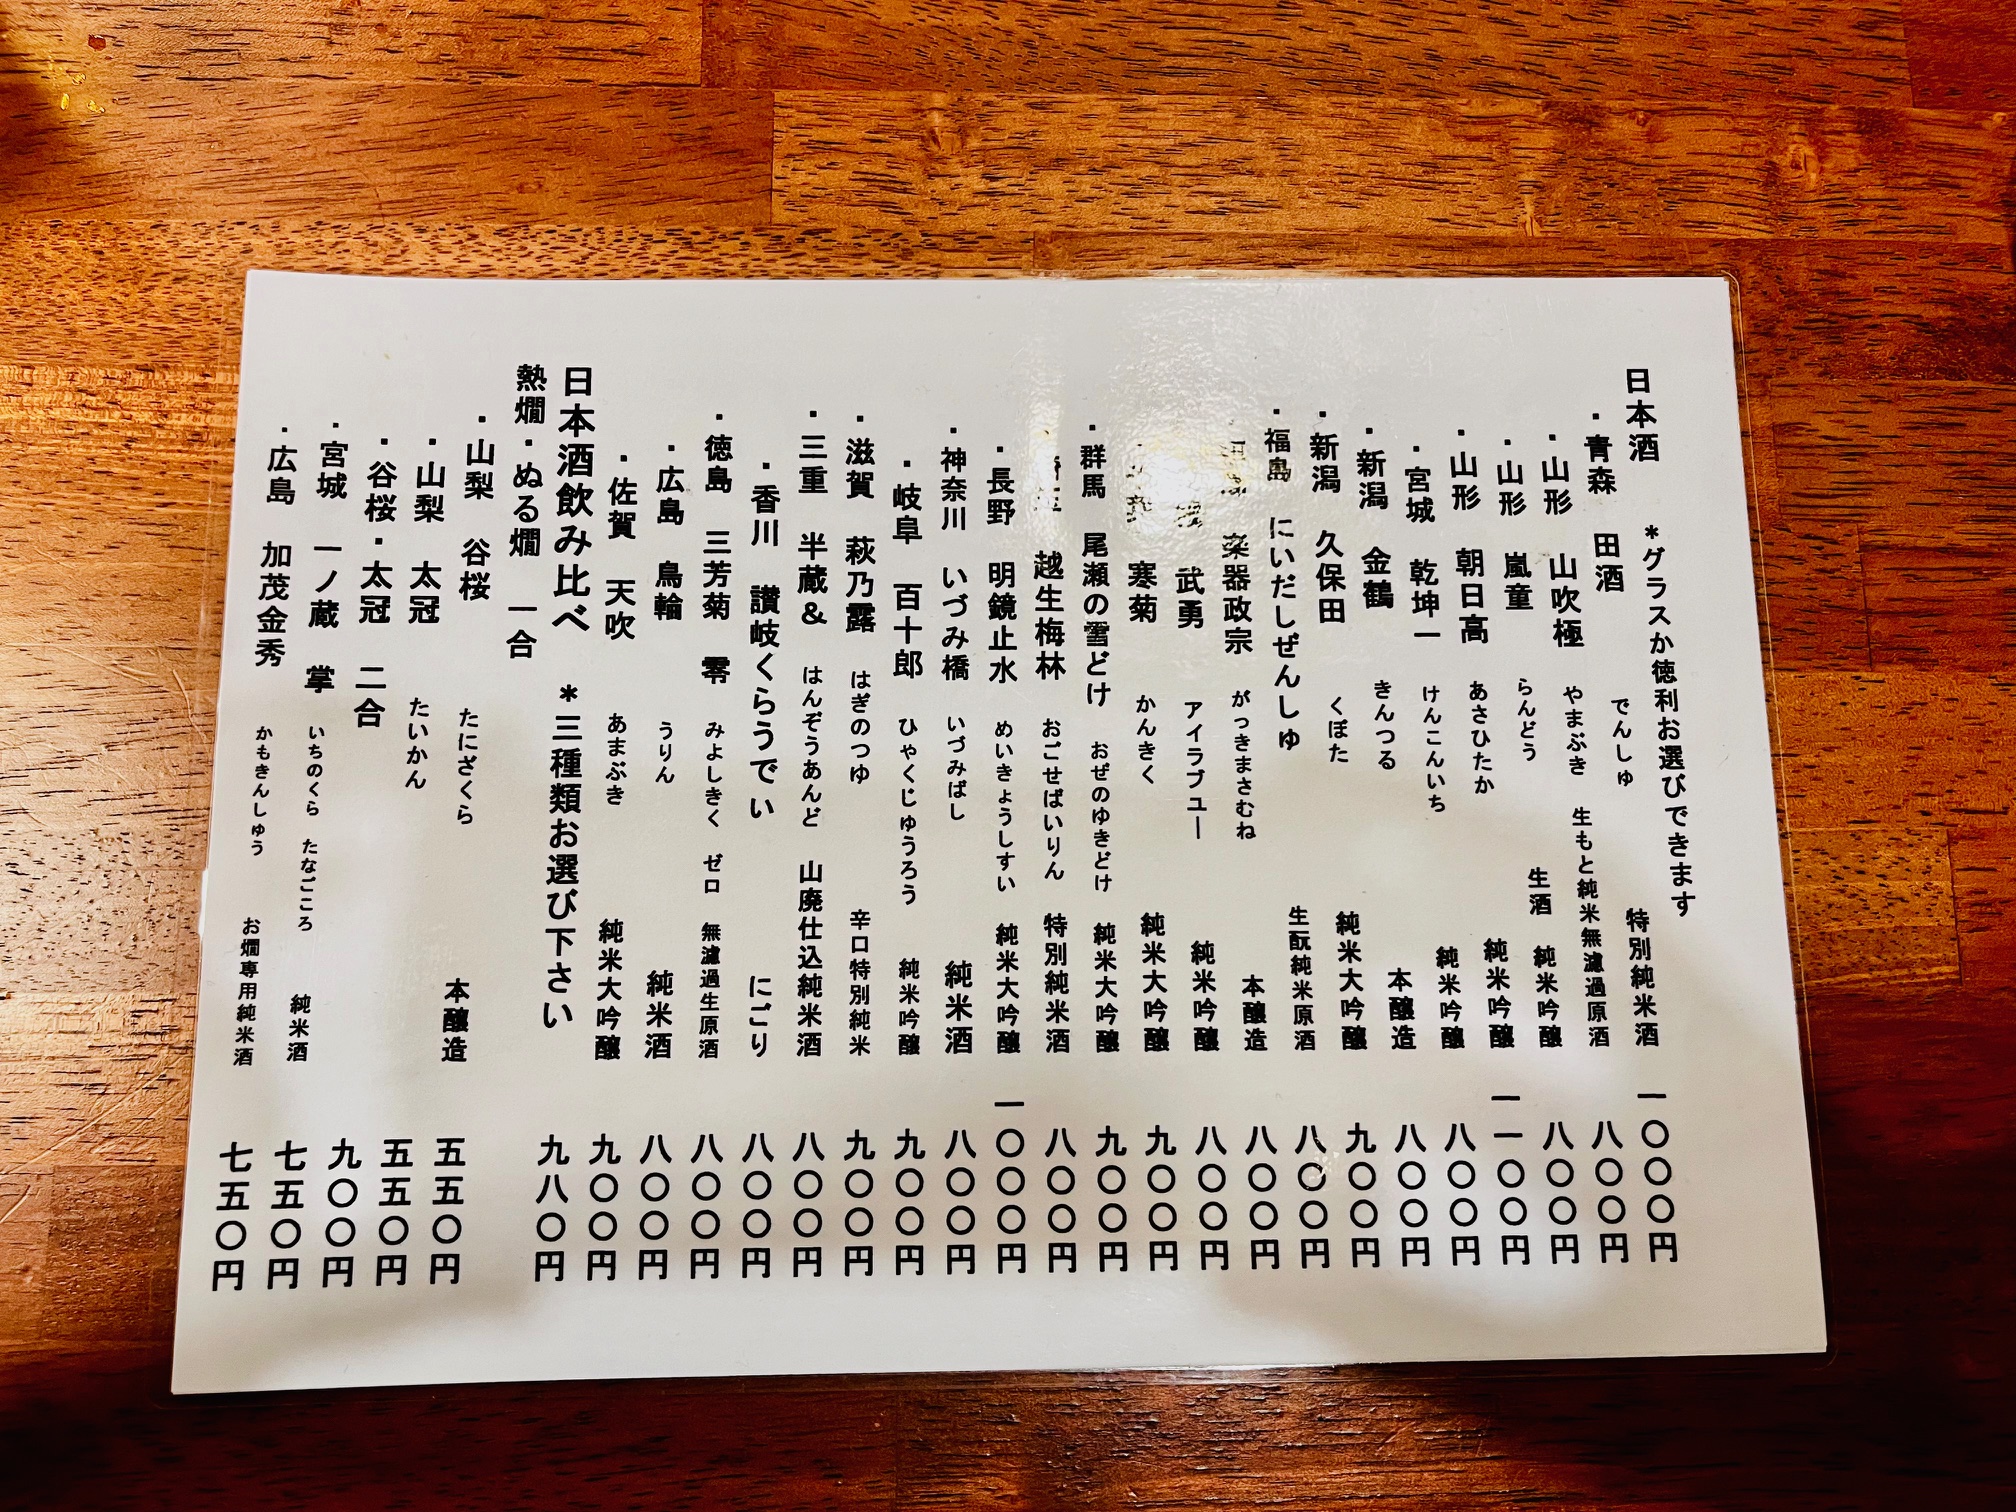 日本酒　＊グラスか徳利お選びできます
・青森　田酒　でんしゅ　特別純米酒　一〇〇〇円
・山形　山吹極　やまぶき　生もと純米無濾過原酒　八〇〇円
・山形　嵐童　らんどう　生酒　純米吟醸　八〇〇円
・山形　朝日高　あさひたか　純米吟醸　一一〇〇円
・宮城　乾坤一　けんこんいち　純米吟醸　八〇〇円
・新潟　金鶴　きんつる　本醸造　八〇〇円
・新潟　久保田　くぼた　純米大吟醸　九〇〇円
・福島　にいだしぜんしゅ　生酛純米原酒　八〇〇円
楽器政宗　がっきまさむね　本醸造　八〇〇円
武勇　アイラブユー　純米吟醸　八〇〇円
寒菊　かんきく　純米大吟醸　九〇〇円
・群馬　尾瀬の雪どけ　おぜのゆきどけ　純米大吟醸　九〇〇円
越生梅林　おごせばいりん　特別純米酒　八〇〇円
・長野　明鏡止水　めいきょうしすい　純米大吟醸　一〇〇〇円
・神奈川　いづみ橋　いづみばし　純米酒　八〇〇円
・岐阜　百十郎　ひゃくじゅうろう　純米吟醸　九〇〇円
・滋賀　萩乃露　はぎのつゆ　辛口特別純米　九〇〇円
・三重　半蔵＆　はんぞうあんど　山廃仕込純米酒　八〇〇円
・香川　讃岐くらうでぃ　にごり　八〇〇円
・徳島　三芳菊　零　みよしきく　ゼロ　無濾過生原酒　八〇〇円
・広島　鳥輪　うりん　純米酒　八〇〇円
・佐賀　天吹　あまぶき　純米大吟醸　九〇〇円
日本酒飲み比べ　＊三種類お選び下さい　九八〇円
熱燗・ぬる燗　一合
・山梨　谷桜　たにざくら　本醸造　五五〇円
・山梨　太冠　たいかん　五五〇円
・谷桜・太冠　二合　九〇〇円
・宮城　一ノ蔵　掌　いちのくら　たなごころ　純米酒　七五〇円
・広島　加茂金秀　かもきんしゅう　お燗専用純米酒　七五〇円